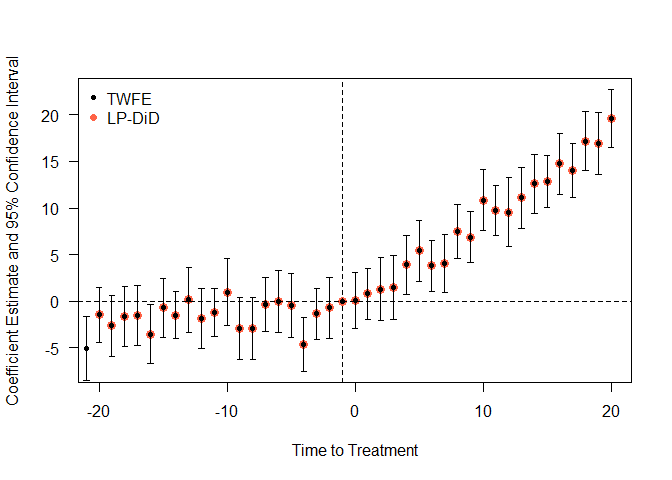 Coefficient Estimate and 95% Confidence Interval
TWFE
LP-DiD
20
15
10
5
0
-5
-20
-10
0
10
20
Time to Treatment